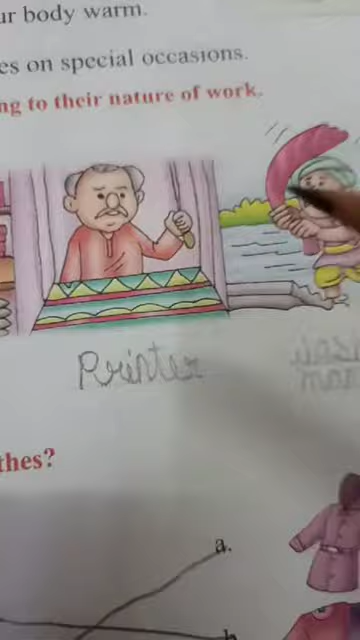 ur body warm.
es on special occasions.
ng to their nature of work.
Printer
thes?
a.
b